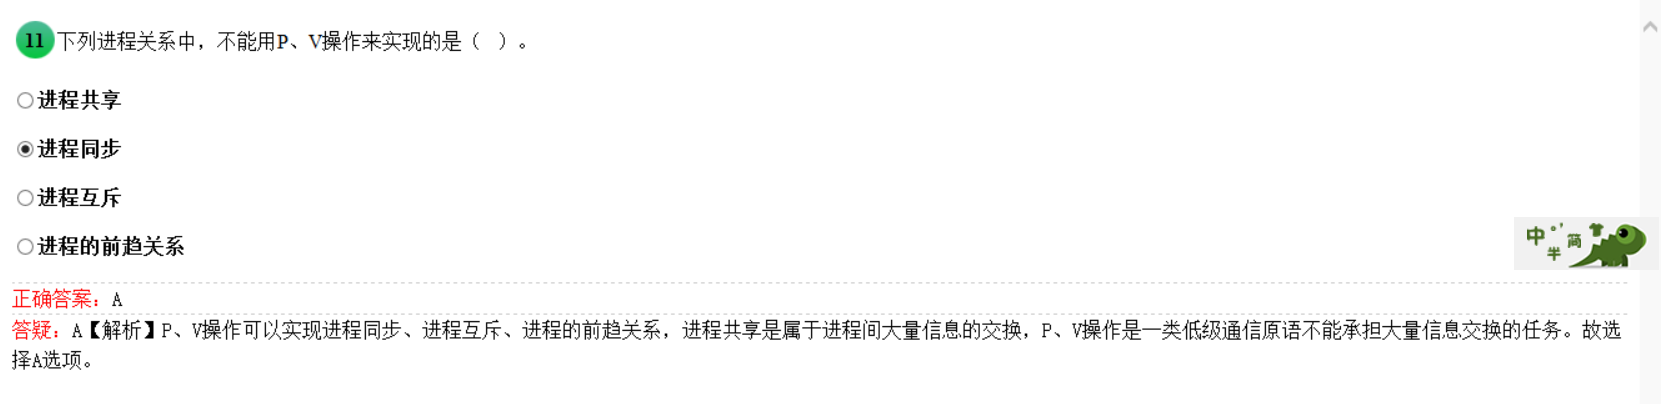 11 下列进程关系中，不能用P、V操作来实现的是（ ）。
进程共享
进程同步
进程互斥
进程的前趋关系
中 °’ 简
半
正确答案：A
答疑：A【解析】P、V操作可以实现进程同步、进程互斥、进程的前趋关系，进程共享是属于进程间大量信息的交换，P、V操作是一类低级通信原语不能承担大量信息交换的任务。故选
择A选项。